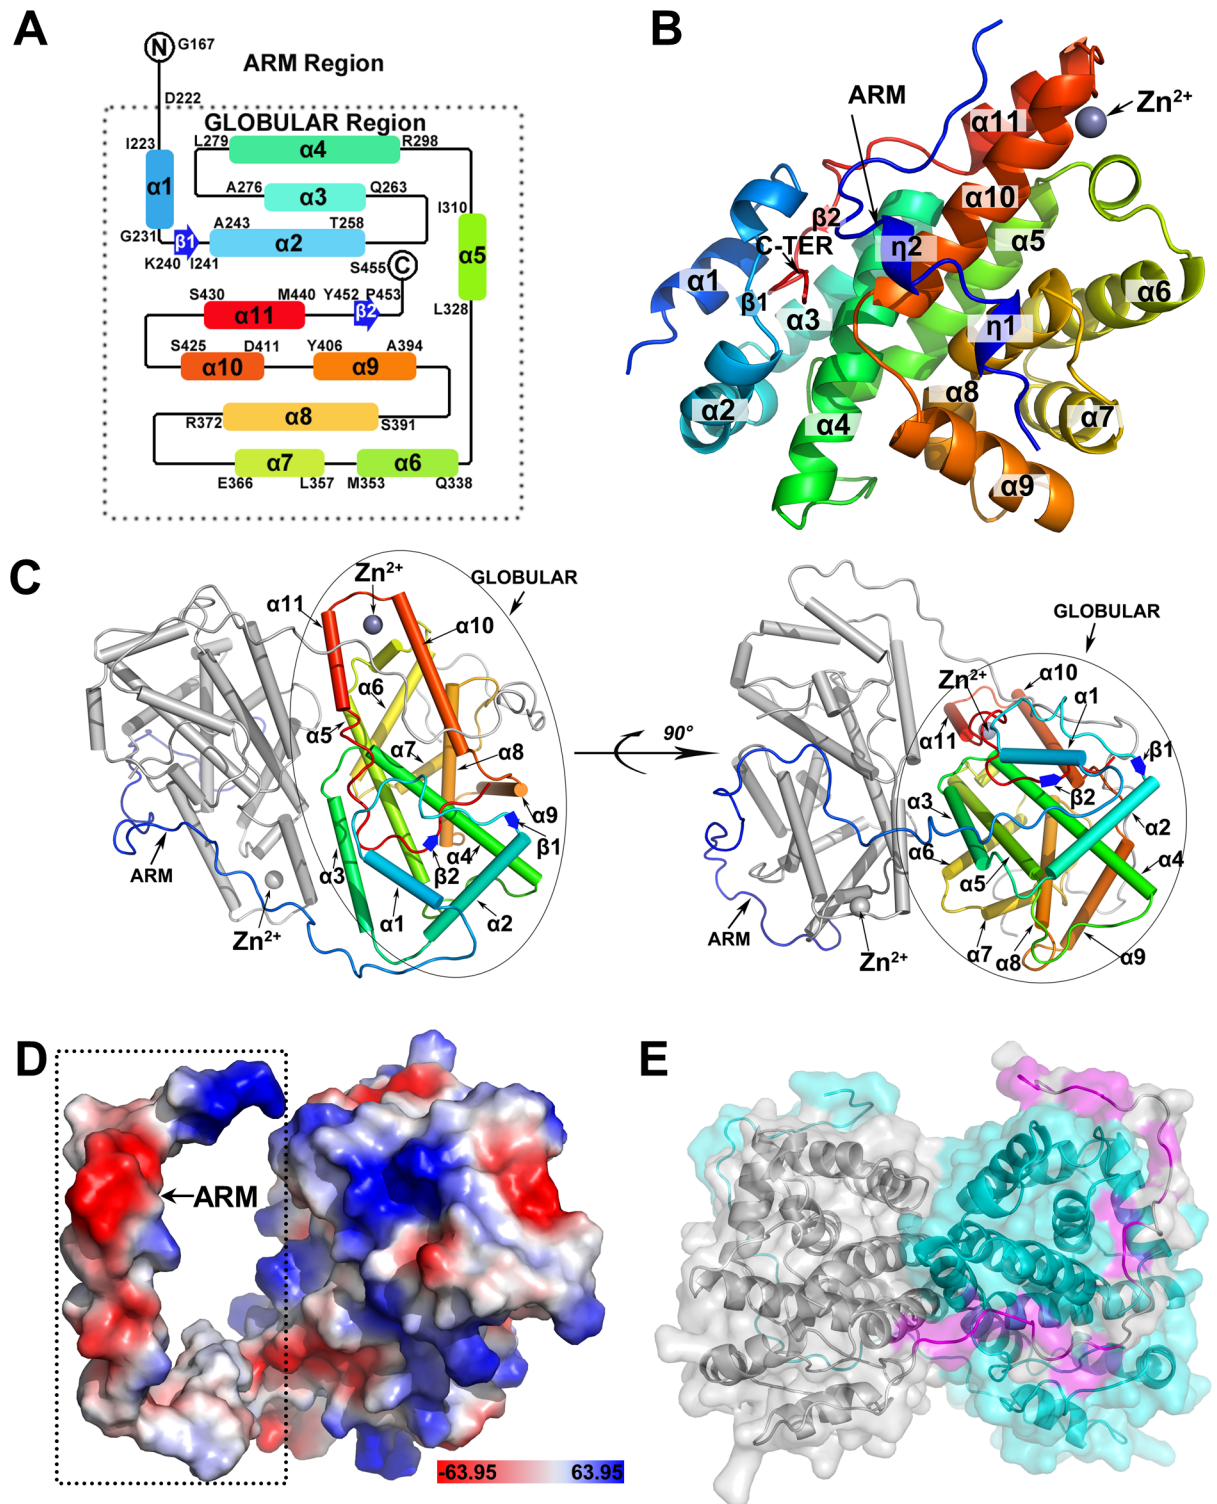 A
N G167
ARM Region
D222
GLOBULAR Region
I223 L279 α4 R298
α1 A276 α3 Q263
I310
G231 A243 T258
β1 α2 α5
K240 I241 S455 C
S430 M440 Y452 P453
α11 β2 L328
S425 D411 Y406 A394
α10 α9
R372 α8 S391
α7 α6
E366 L357 M353 Q338
B
ARM
Zn²⁺
α11
α10
β2
C-TER η2 α5
α1 α6
β1 α3 η1
α8
α2 α4 α7
α9
C
Zn²⁺ GLOBULAR
α11
α10
α6
α5 α7 α8
α9
α3 α4 β1
ARM β2
α1 α2
Zn²⁺
90°
GLOBULAR
Zn²⁺ α10
α1
α11 β1
α3 β2
α2
α6 α5 α4
ARM
Zn²⁺ α7 α8 α9
D
ARM
-63.95 63.95
E